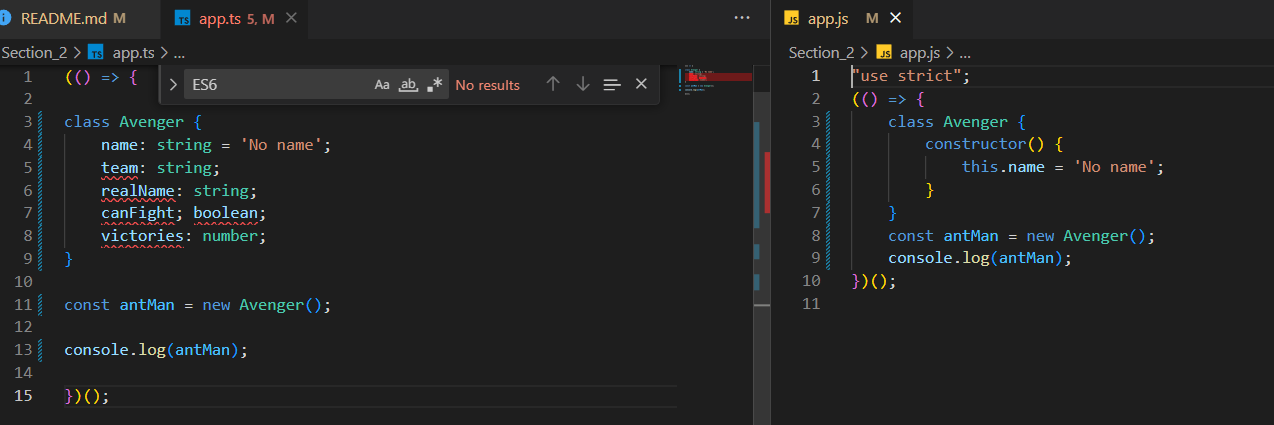 README.md M
TS app.ts 5, M
Section_2 > TS app.ts > ...
ES6
Aa ab .*
No results
1 (() => {
2
3 class Avenger {
4 name: string = 'No name';
5 team: string;
6 realName: string;
7 canFight; boolean;
8 victories: number;
9 }
10
11 const antMan = new Avenger();
12
13 console.log(antMan);
14
15 })();
JS app.js M
Section_2 > JS app.js > ...
1 "use strict";
2 (() => {
3 class Avenger {
4 constructor() {
5 this.name = 'No name';
6 }
7 }
8 const antMan = new Avenger();
9 console.log(antMan);
10 })();
11